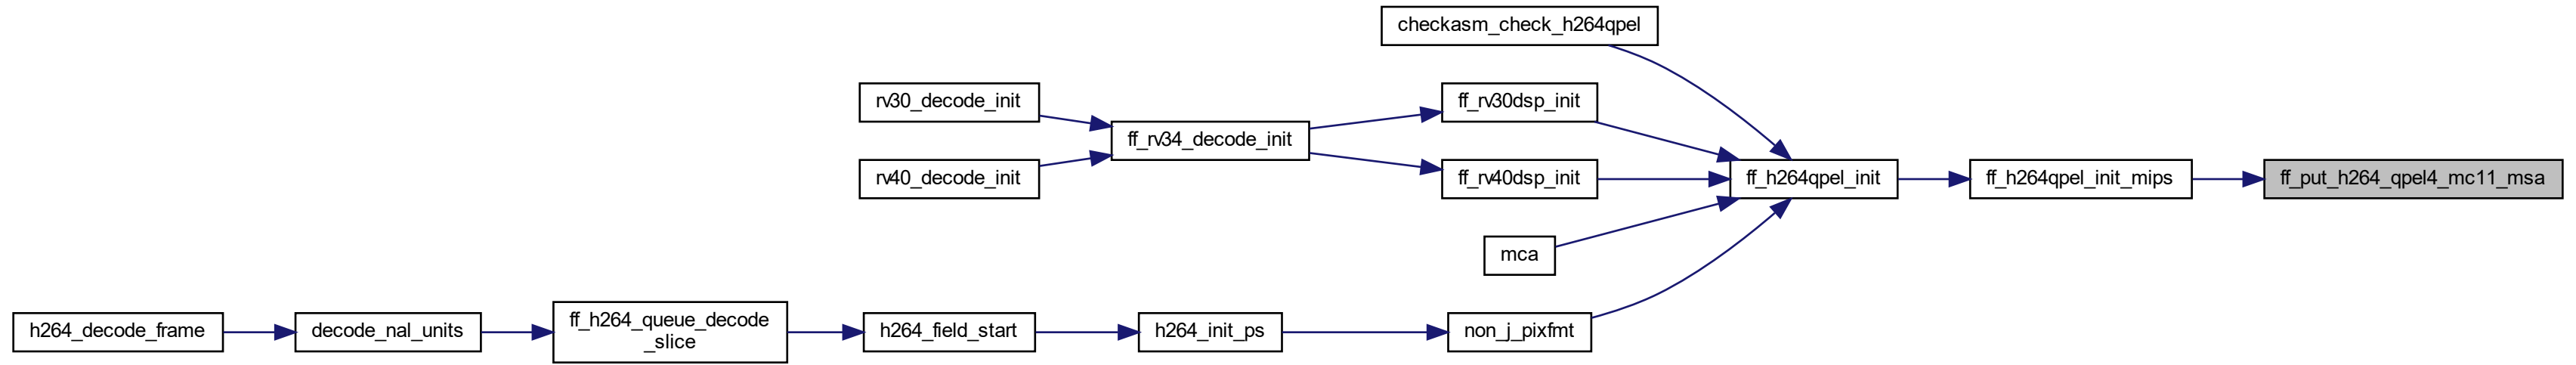 checkasm_check_h264qpel
rv30_decode_init
ff_rv30dsp_init
ff_rv34_decode_init
rv40_decode_init
ff_rv40dsp_init
ff_h264qpel_init
ff_h264qpel_init_mips
ff_put_h264_qpel4_mc11_msa
mca
h264_decode_frame
decode_nal_units
ff_h264_queue_decode
_slice
h264_field_start
h264_init_ps
non_j_pixfmt